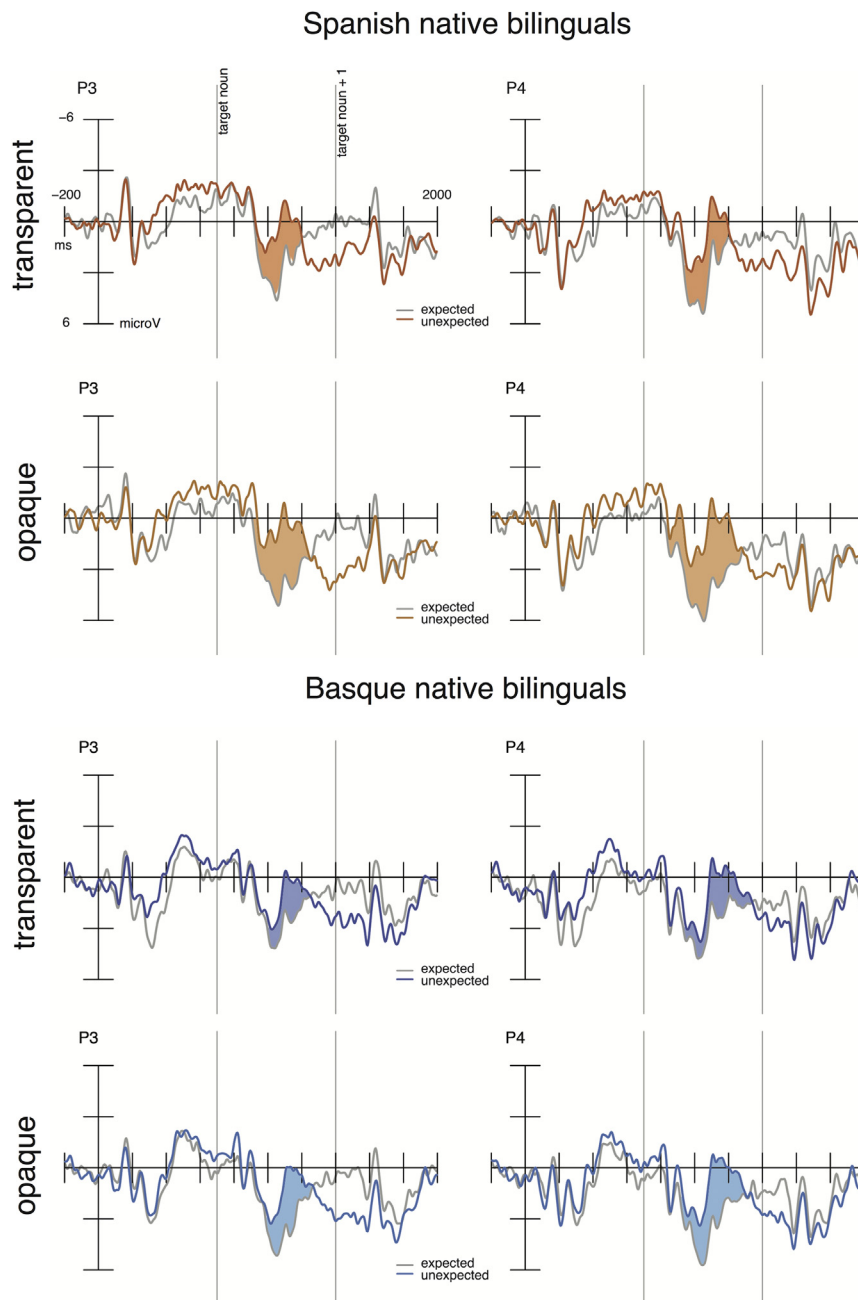 Spanish native bilinguals
transparent
P3
target noun
target noun + 1
P4
−6
−200
ms
2000
6
microV
expected
unexpected
opaque
P3
P4
expected
unexpected
Basque native bilinguals
transparent
P3
P4
expected
unexpected
opaque
P3
P4
expected
unexpected